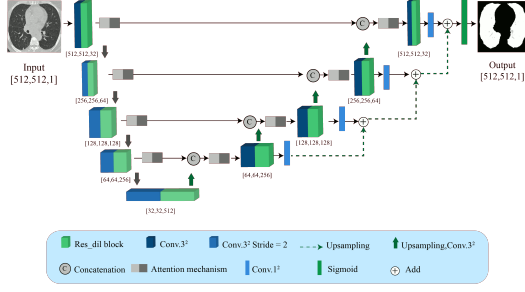 Input
[512,512,1]
[512,512,32]
C
[512,512,32]
Output
[512,512,1]
[256,256,64]
C
[256,256,64]
[128,128,128]
C
[128,128,128]
[64,64,256]
C
[64,64,256]
[32,32,512]
Res_dil block
Conv.3²
Conv.3² Stride = 2
Upsampling
Upsampling,Conv.3²
C Concatenation
Attention mechanism
Conv.1²
Sigmoid
Add